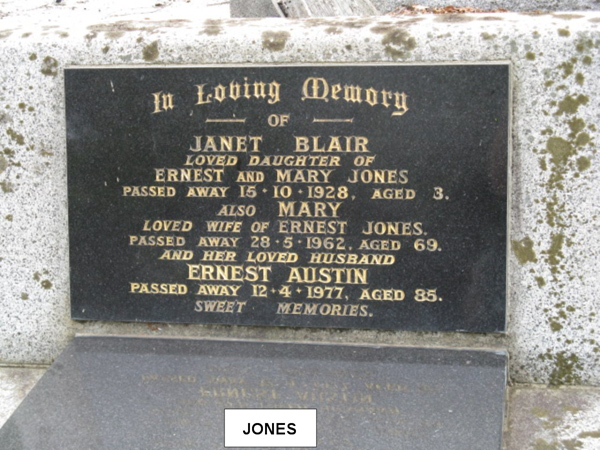 In Loving Memory
OF
JANET BLAIR
LOVED DAUGHTER OF
ERNEST AND MARY JONES
PASSED AWAY 15·10·1928, AGED 3.
ALSO MARY
LOVED WIFE OF ERNEST JONES.
PASSED AWAY 28·5·1962, AGED 69.
AND HER LOVED HUSBAND
ERNEST AUSTIN
PASSED AWAY 12·4·1977, AGED 85.
SWEET MEMORIES.
JONES